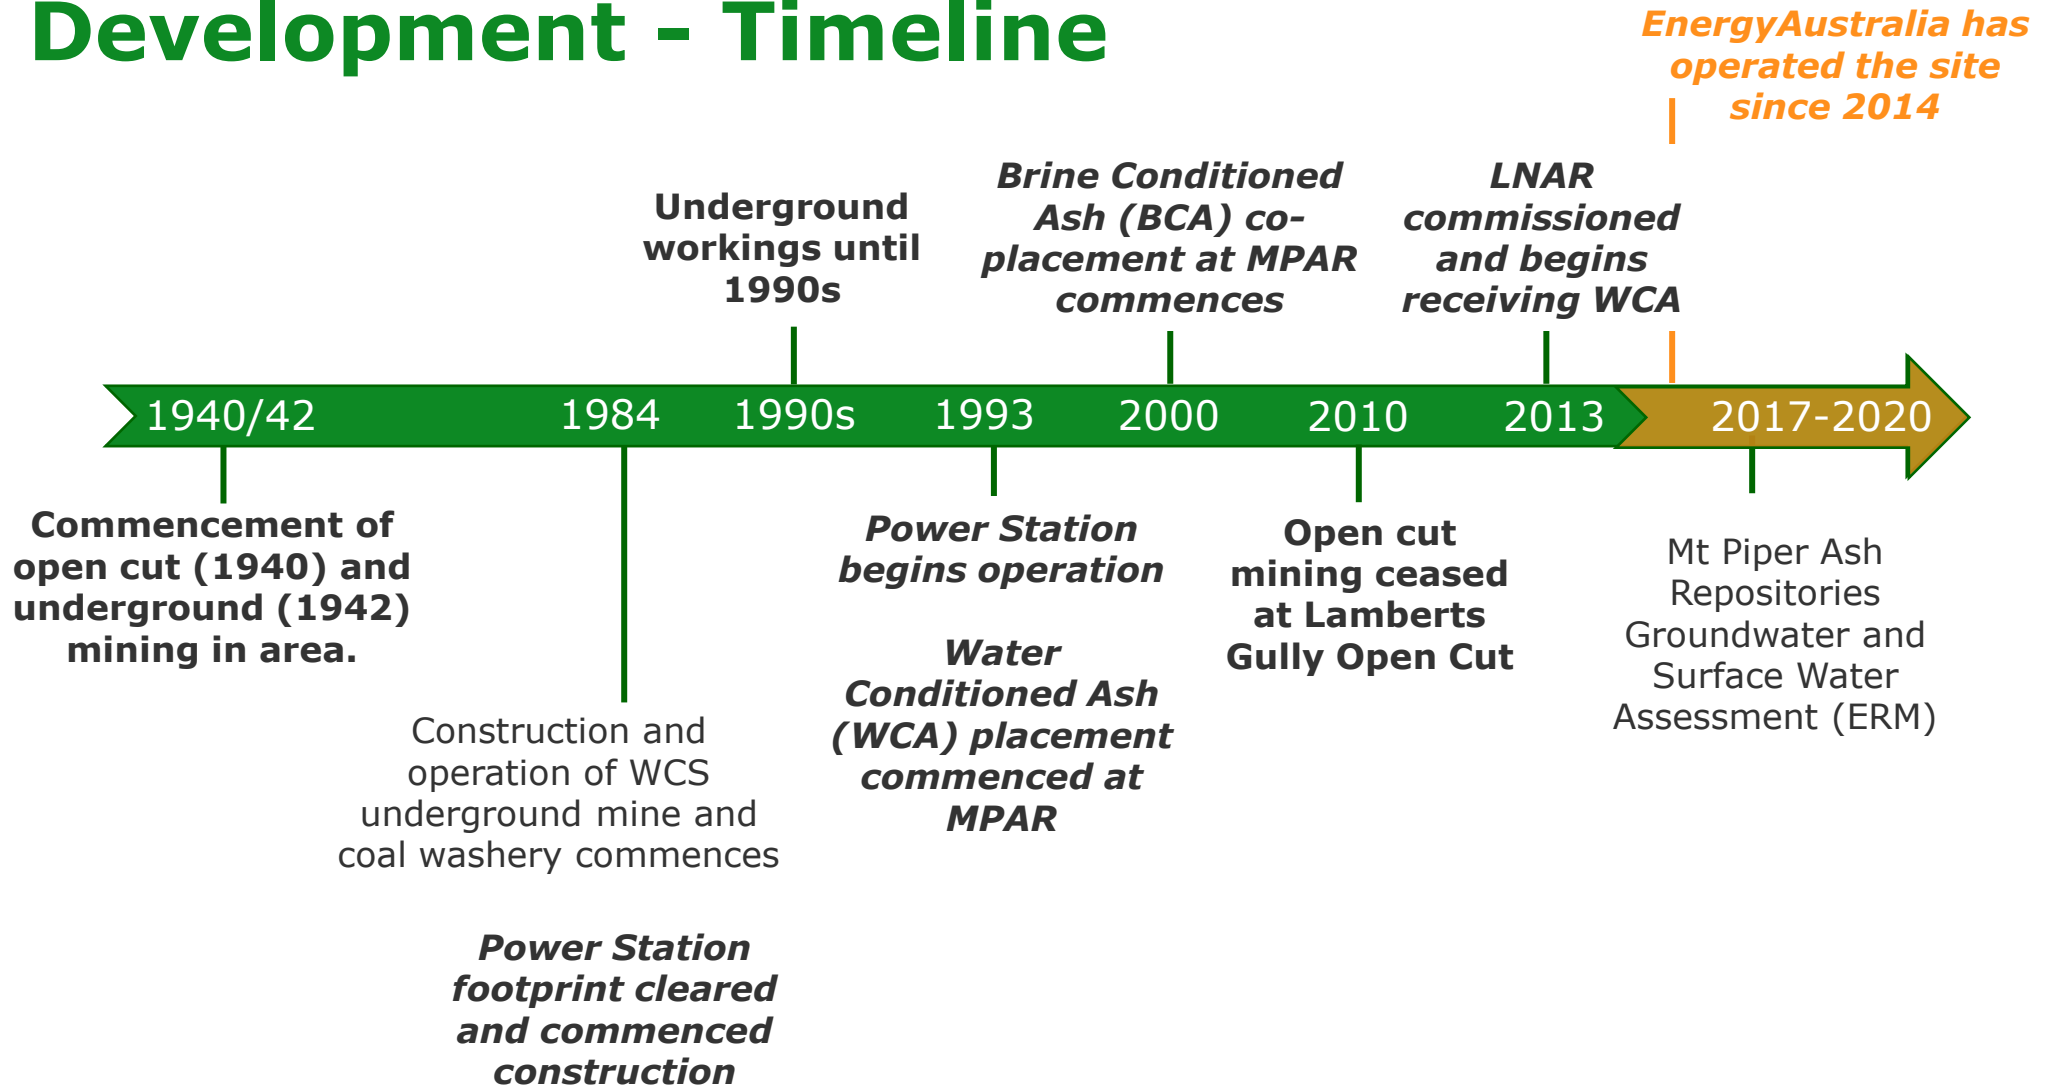 Development - Timeline
EnergyAustralia has
operated the site
since 2014
Underground
workings until
1990s
Brine Conditioned
Ash (BCA) co-
placement at MPAR
commences
LNAR
commissioned
and begins
receiving WCA
1940/42 1984 1990s 1993 2000 2010 2013 2017-2020
Commencement of
open cut (1940) and
underground (1942)
mining in area.
Construction and
operation of WCS
underground mine and
coal washery commences
Power Station
footprint cleared
and commenced
construction
Power Station
begins operation
Water
Conditioned Ash
(WCA) placement
commenced at
MPAR
Open cut
mining ceased
at Lamberts
Gully Open Cut
Mt Piper Ash
Repositories
Groundwater and
Surface Water
Assessment (ERM)